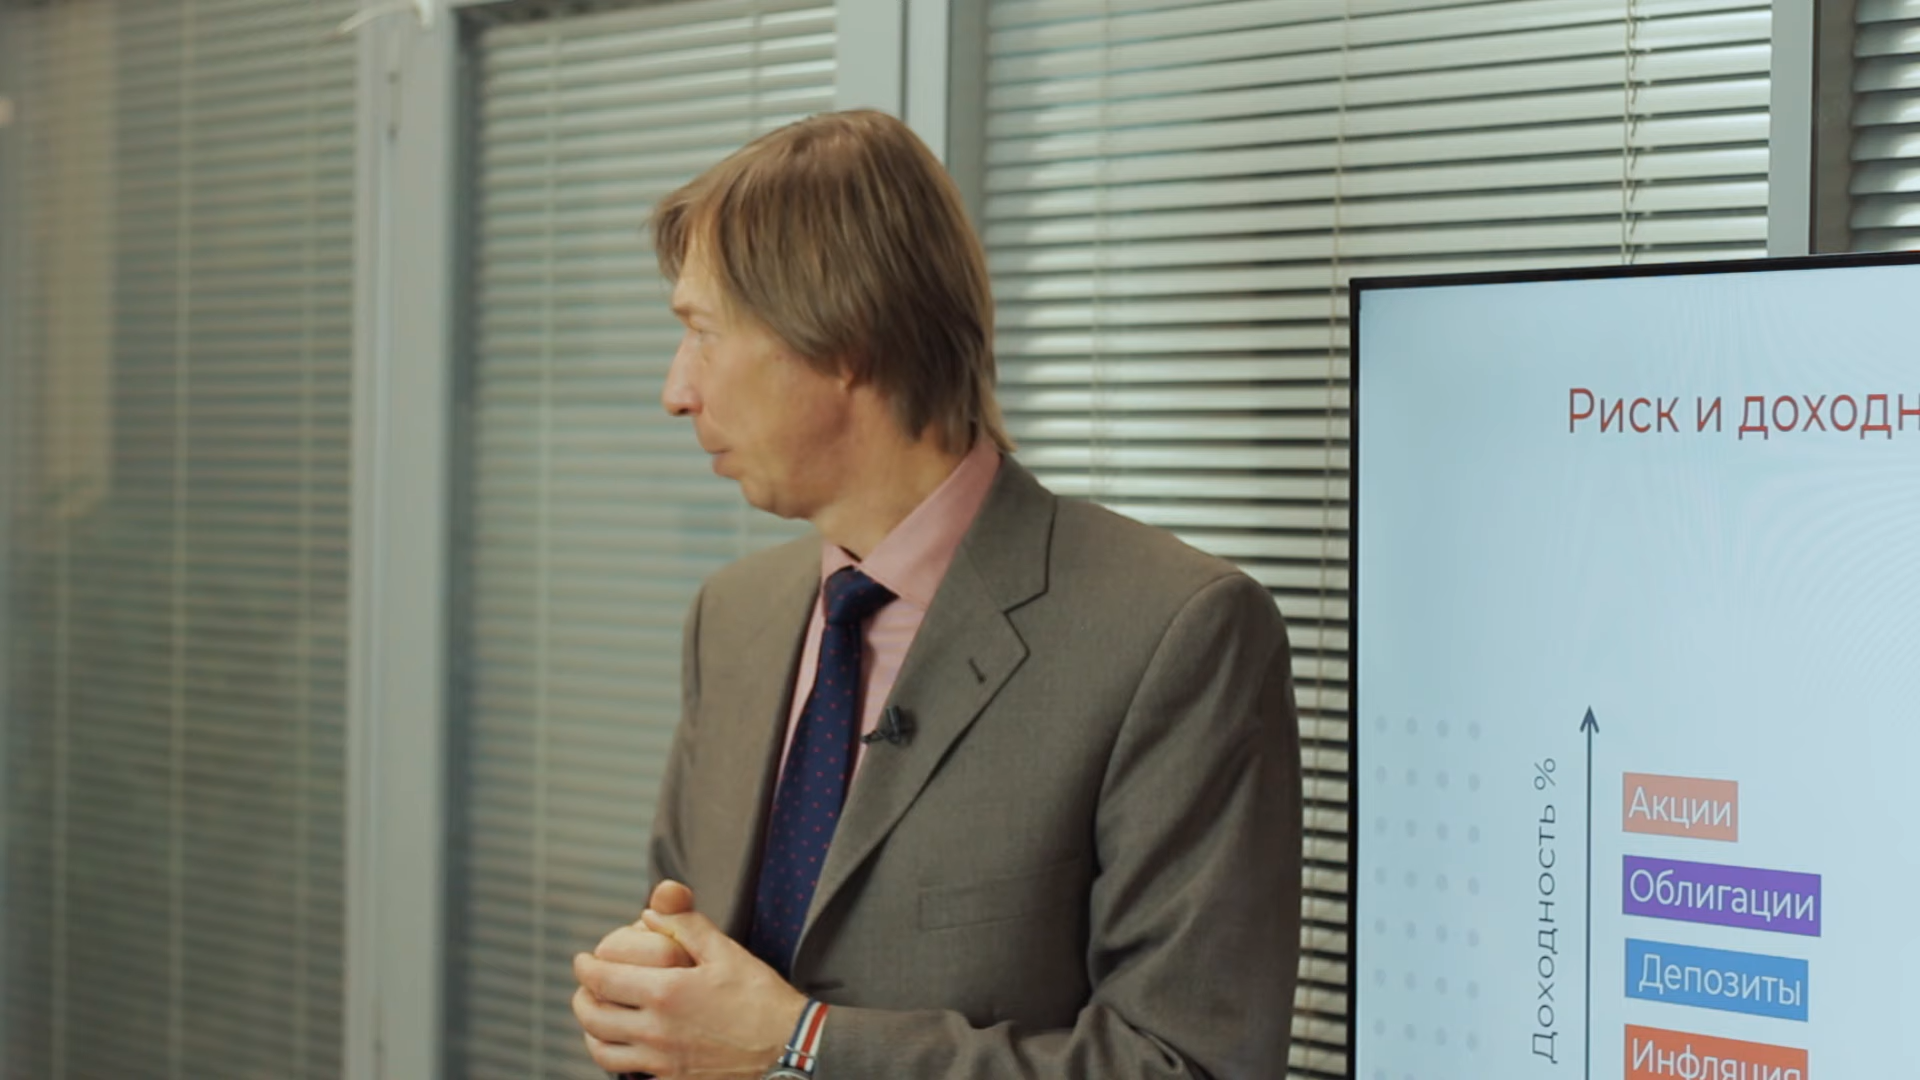 Риск и доходн
Доходность %
Акции
Облигации
Депозиты
Инфляция